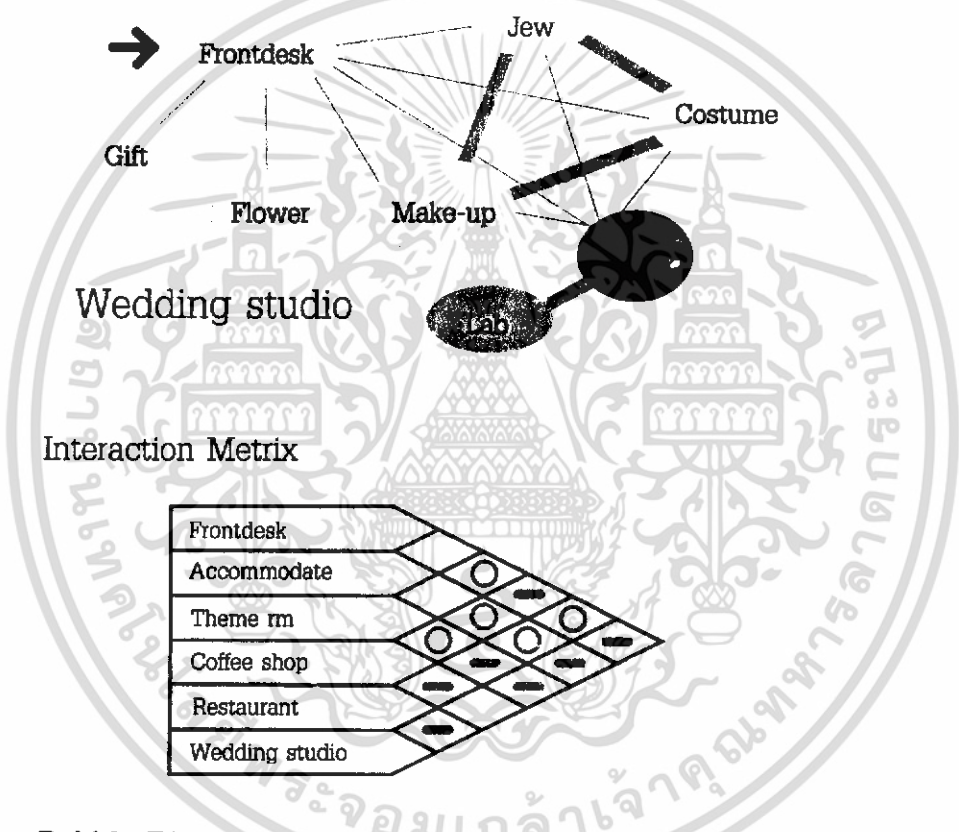 Jew
Frontdesk
Costume
Gift
Flower
Make-up
Wedding studio
Lab
Interaction Metrix
Frontdesk
Accommodate
Theme rm
Coffee shop
Restaurant
Wedding studio